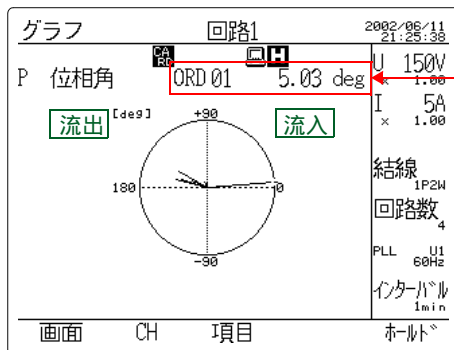 グラフ 回路1 2002/06/11
21:25:38
CARD H
P 位相角 ORD 01 5.03 deg
U 150V
× 1.00
I 5A
× 1.00
[deg] +90
流出 流入
180 0
-90
結線
1P2W
回路数
4
PLL U1
60Hz
インターバル
1min
画面 CH I項目 ホールド